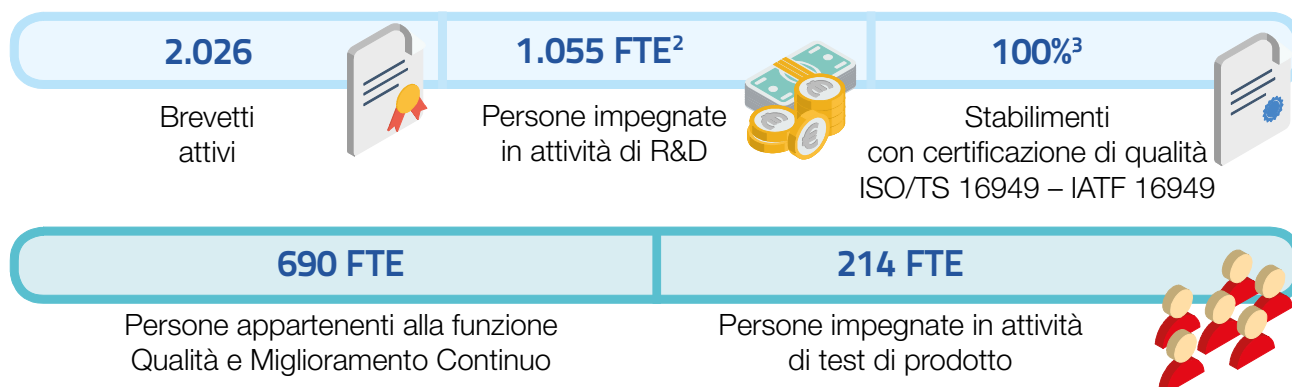 2.026
1.055 FTE²
100%³
Brevetti
attivi
Persone impegnate
in attività di R&D
Stabilimenti
con certificazione di qualità
ISO/TS 16949 – IATF 16949
690 FTE
214 FTE
Persone appartenenti alla funzione
Qualità e Miglioramento Continuo
Persone impegnate in attività
di test di prodotto